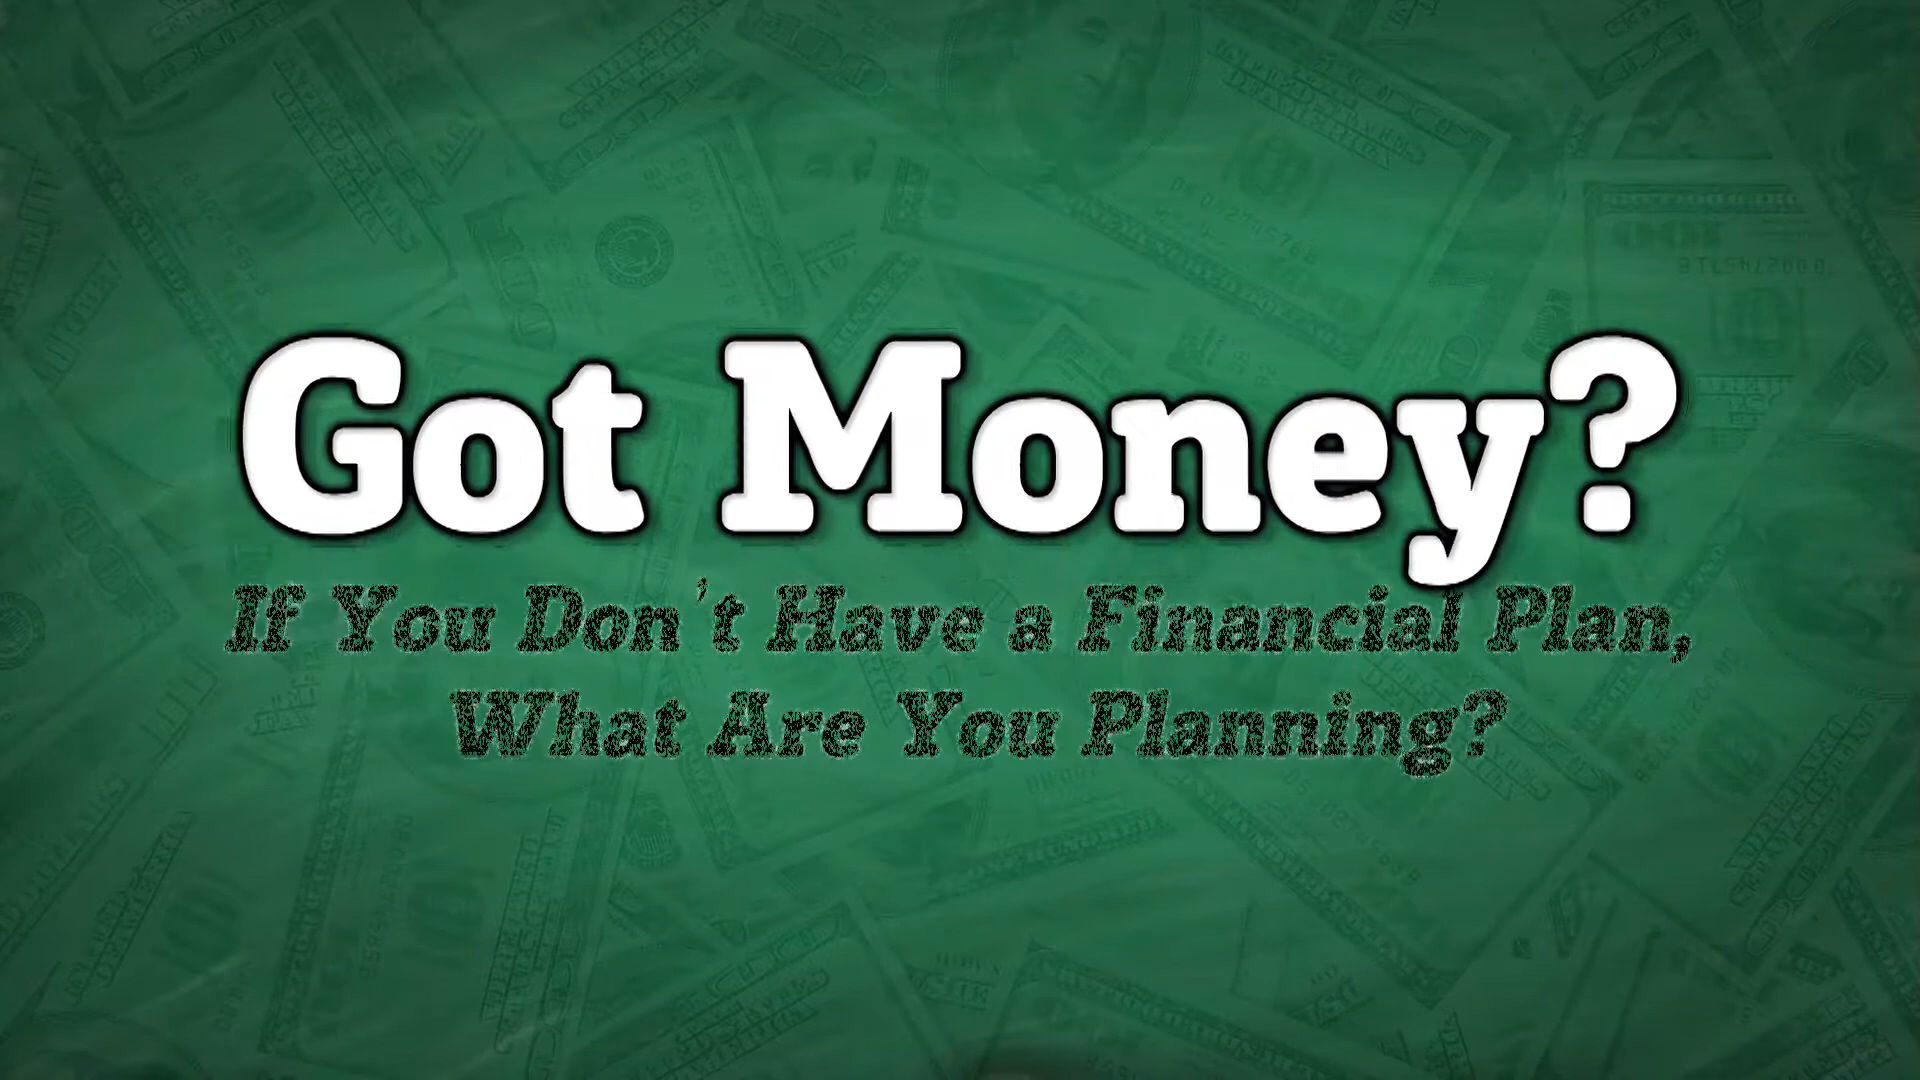 Got Money?
If You Don't Have a Financial Plan,
What Are You Planning?